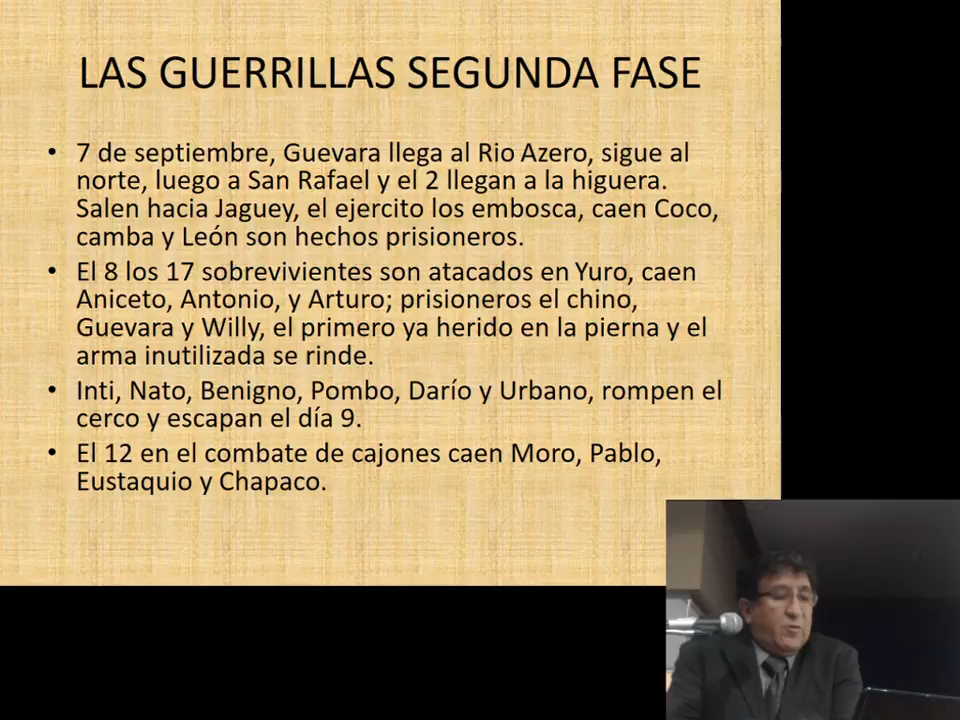 LAS GUERRILLAS SEGUNDA FASE
• 7 de septiembre, Guevara llega al Rio Azero, sigue al
norte, luego a San Rafael y el 2 llegan a la higuera.
Salen hacia Jaguey, el ejercito los embosca, caen Coco,
camba y León son hechos prisioneros.
• El 8 los 17 sobrevivientes son atacados en Yuro, caen
Aniceto, Antonio, y Arturo; prisioneros el chino,
Guevara y Willy, el primero ya herido en la pierna y el
arma inutilizada se rinde.
• Inti, Nato, Benigno, Pombo, Darío y Urbano, rompen el
cerco y escapan el día 9.
• El 12 en el combate de cajones caen Moro, Pablo,
Eustaquio y Chapaco.